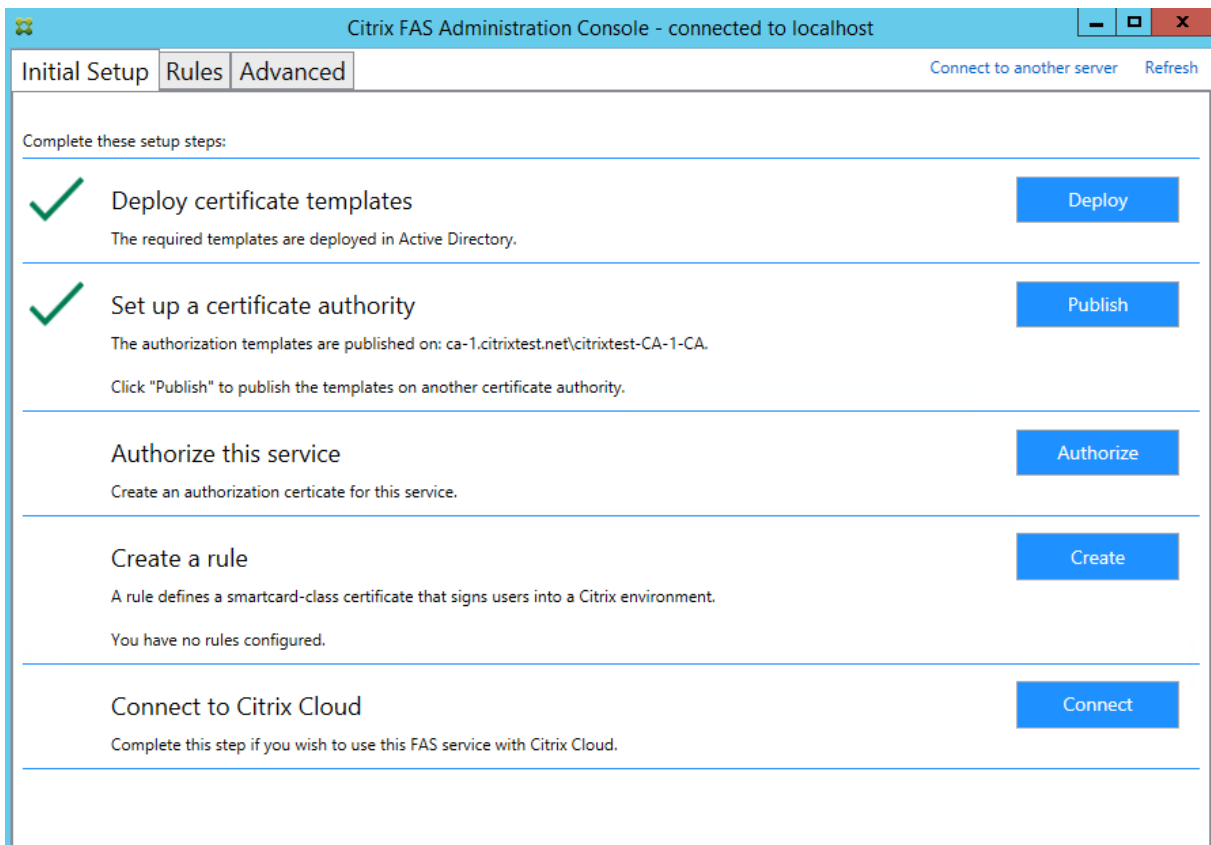 Citrix FAS Administration Console - connected to localhost
Initial Setup Rules Advanced Connect to another server Refresh
Complete these setup steps:
Deploy certificate templates Deploy
The required templates are deployed in Active Directory.
Set up a certificate authority Publish
The authorization templates are published on: ca-1.citrixtest.net\citrixtest-CA-1-CA.
Click "Publish" to publish the templates on another certificate authority.
Authorize this service Authorize
Create an authorization certicate for this service.
Create a rule Create
A rule defines a smartcard-class certificate that signs users into a Citrix environment.
You have no rules configured.
Connect to Citrix Cloud Connect
Complete this step if you wish to use this FAS service with Citrix Cloud.